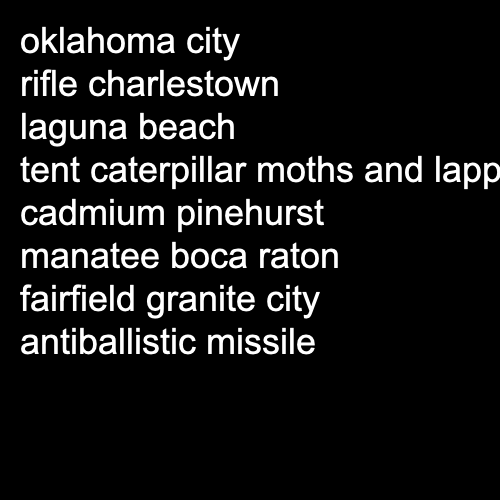 oklahoma city
rifle charlestown
laguna beach
tent caterpillar moths and
cadmium pinehurst
manatee boca raton
fairfield granite city
antiballistic missile